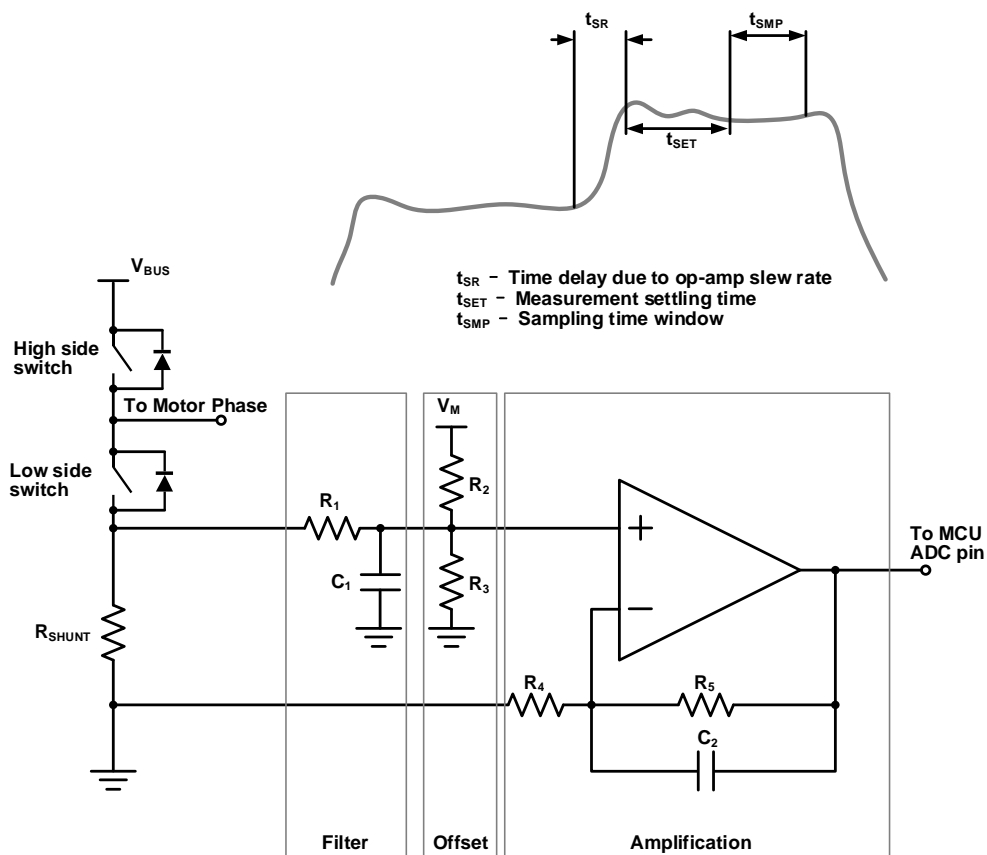 tSR
tSMP
tSET
tSR – Time delay due to op-amp slew rate
tSET – Measurement settling time
tSMP – Sampling time window
VBUS
High side
switch
To Motor Phase
Low side
switch
RSHUNT
R1
C1
VM
R2
R3
To MCU
ADC pin
R4
R5
C2
Filter
Offset
Amplification